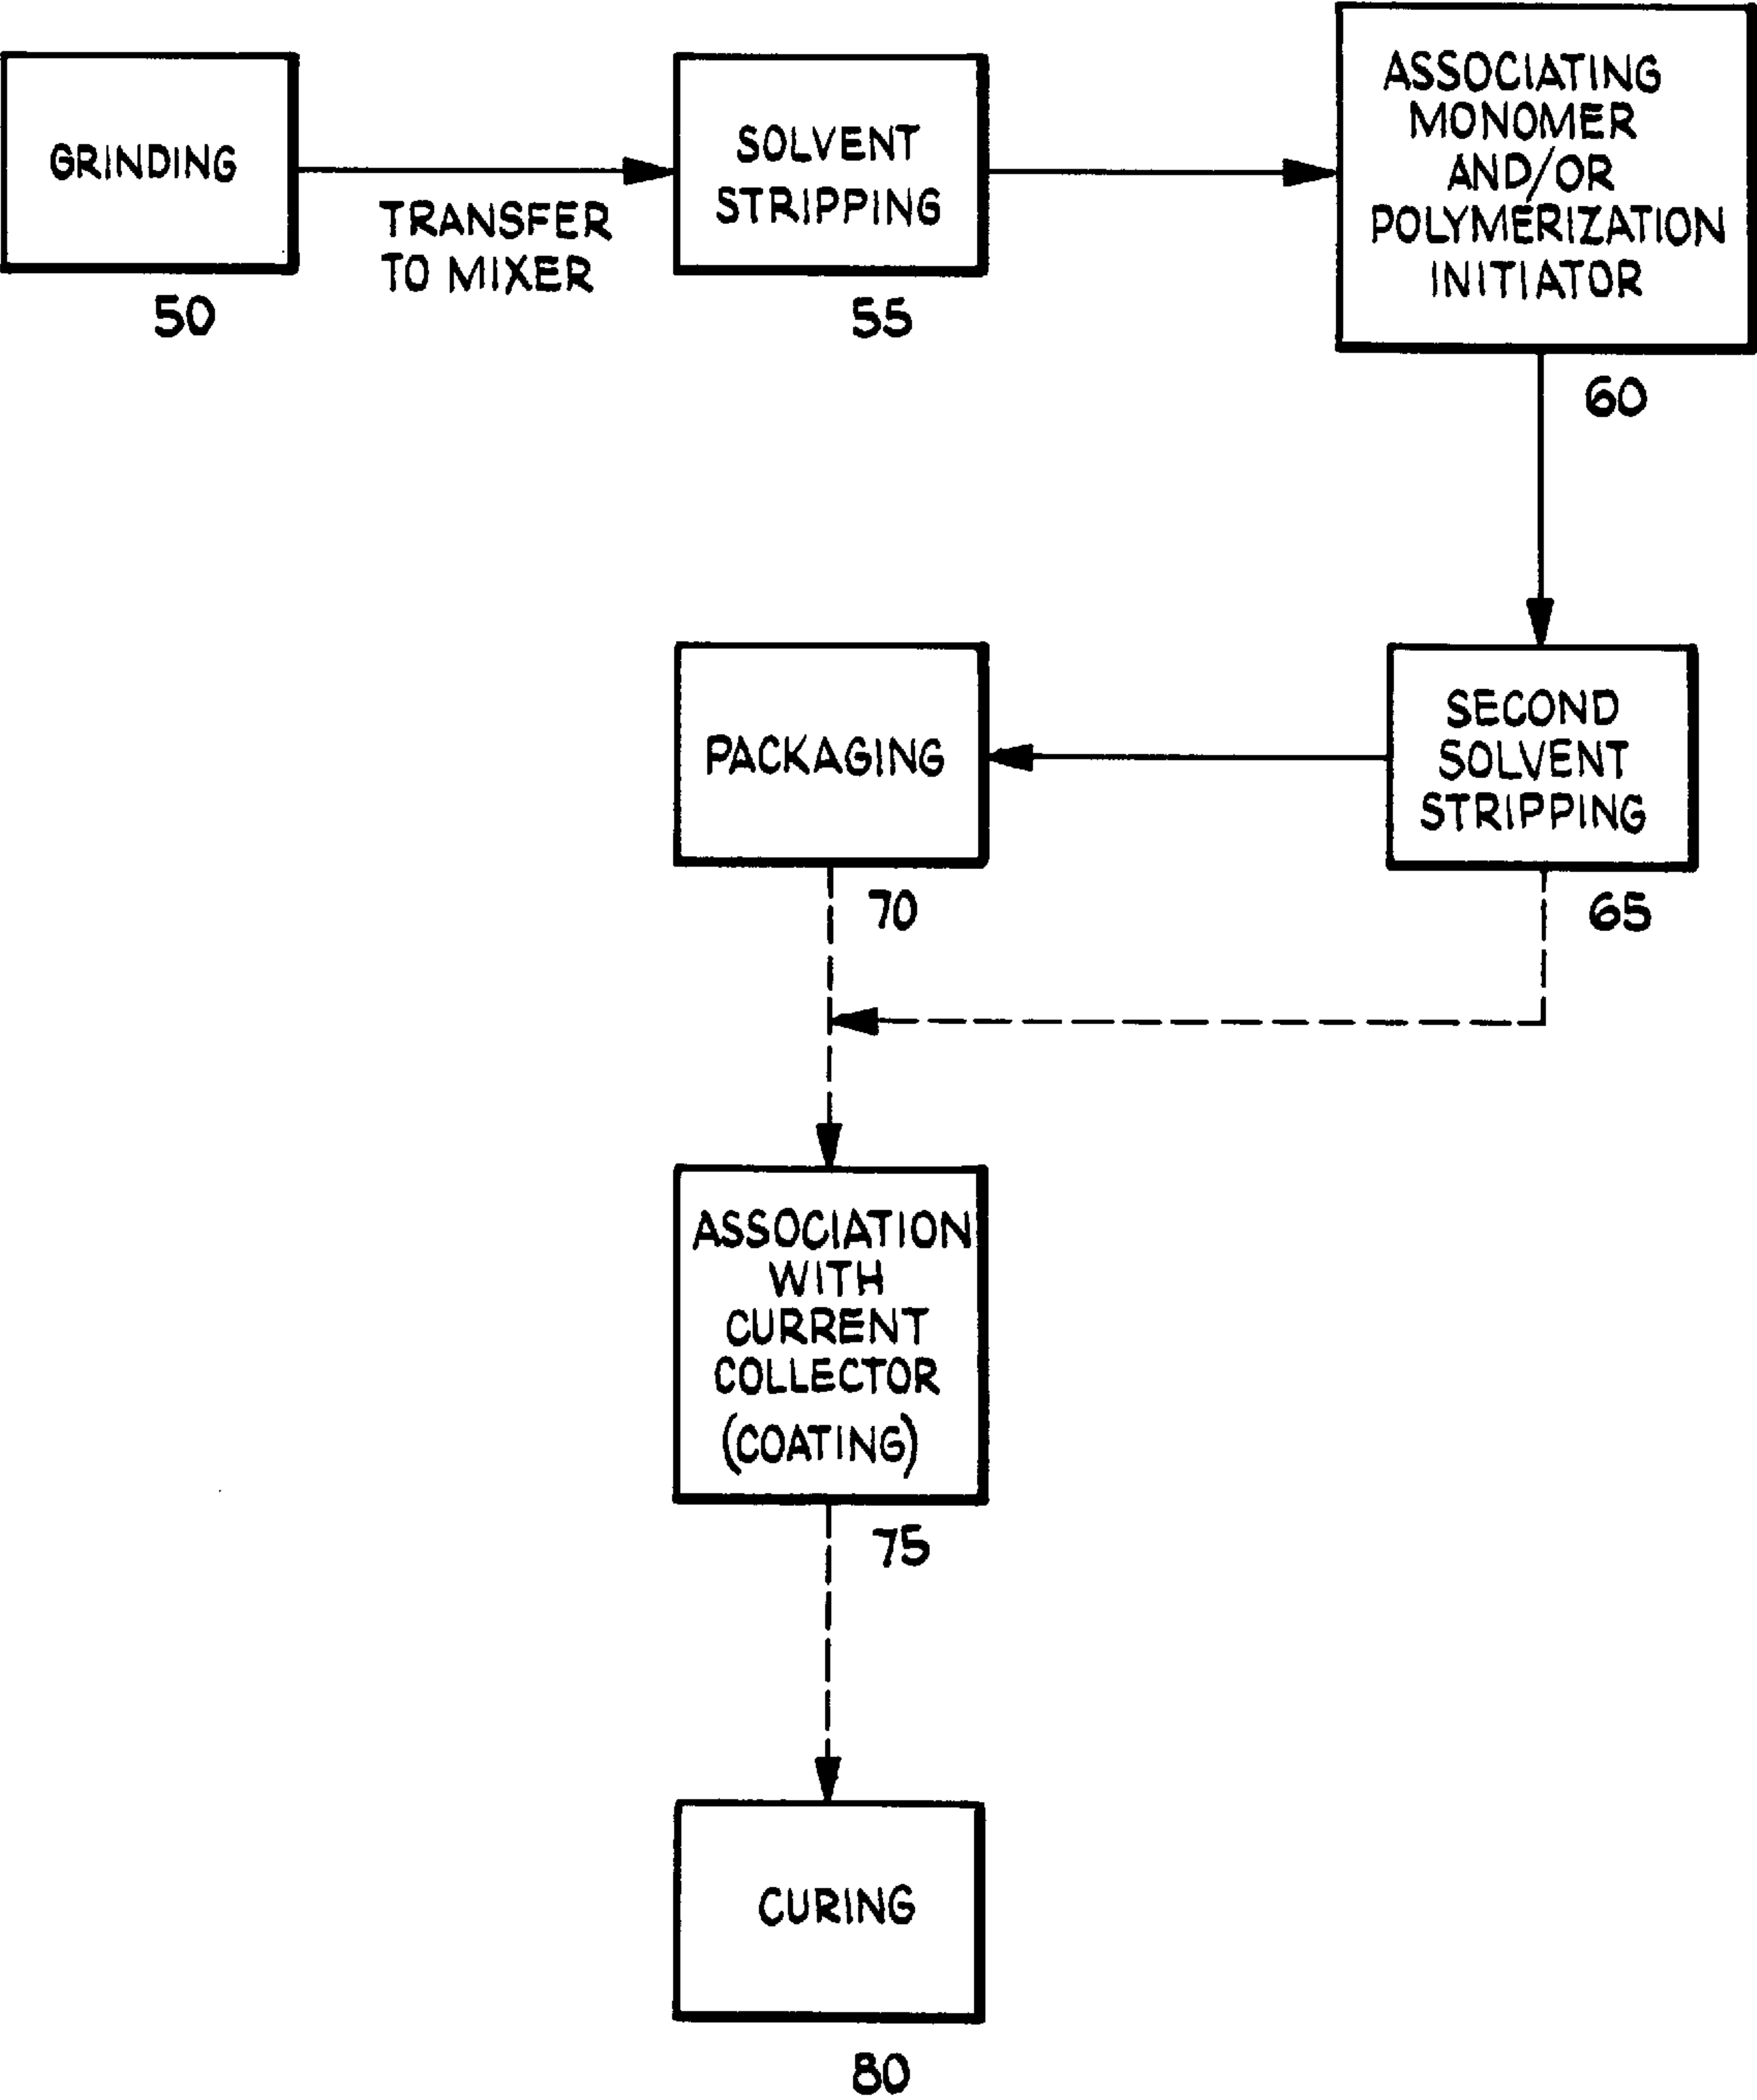 GRINDING
50
TRANSFER
TO MIXER
SOLVENT
STRIPPING
55
ASSOCIATING
MONOMER
AND/OR
POLYMERIZATION
INITIATOR
60
SECOND
SOLVENT
STRIPPING
65
PACKAGING
70
ASSOCIATION
WITH
CURRENT
COLLECTOR
(COATING)
75
CURING
80